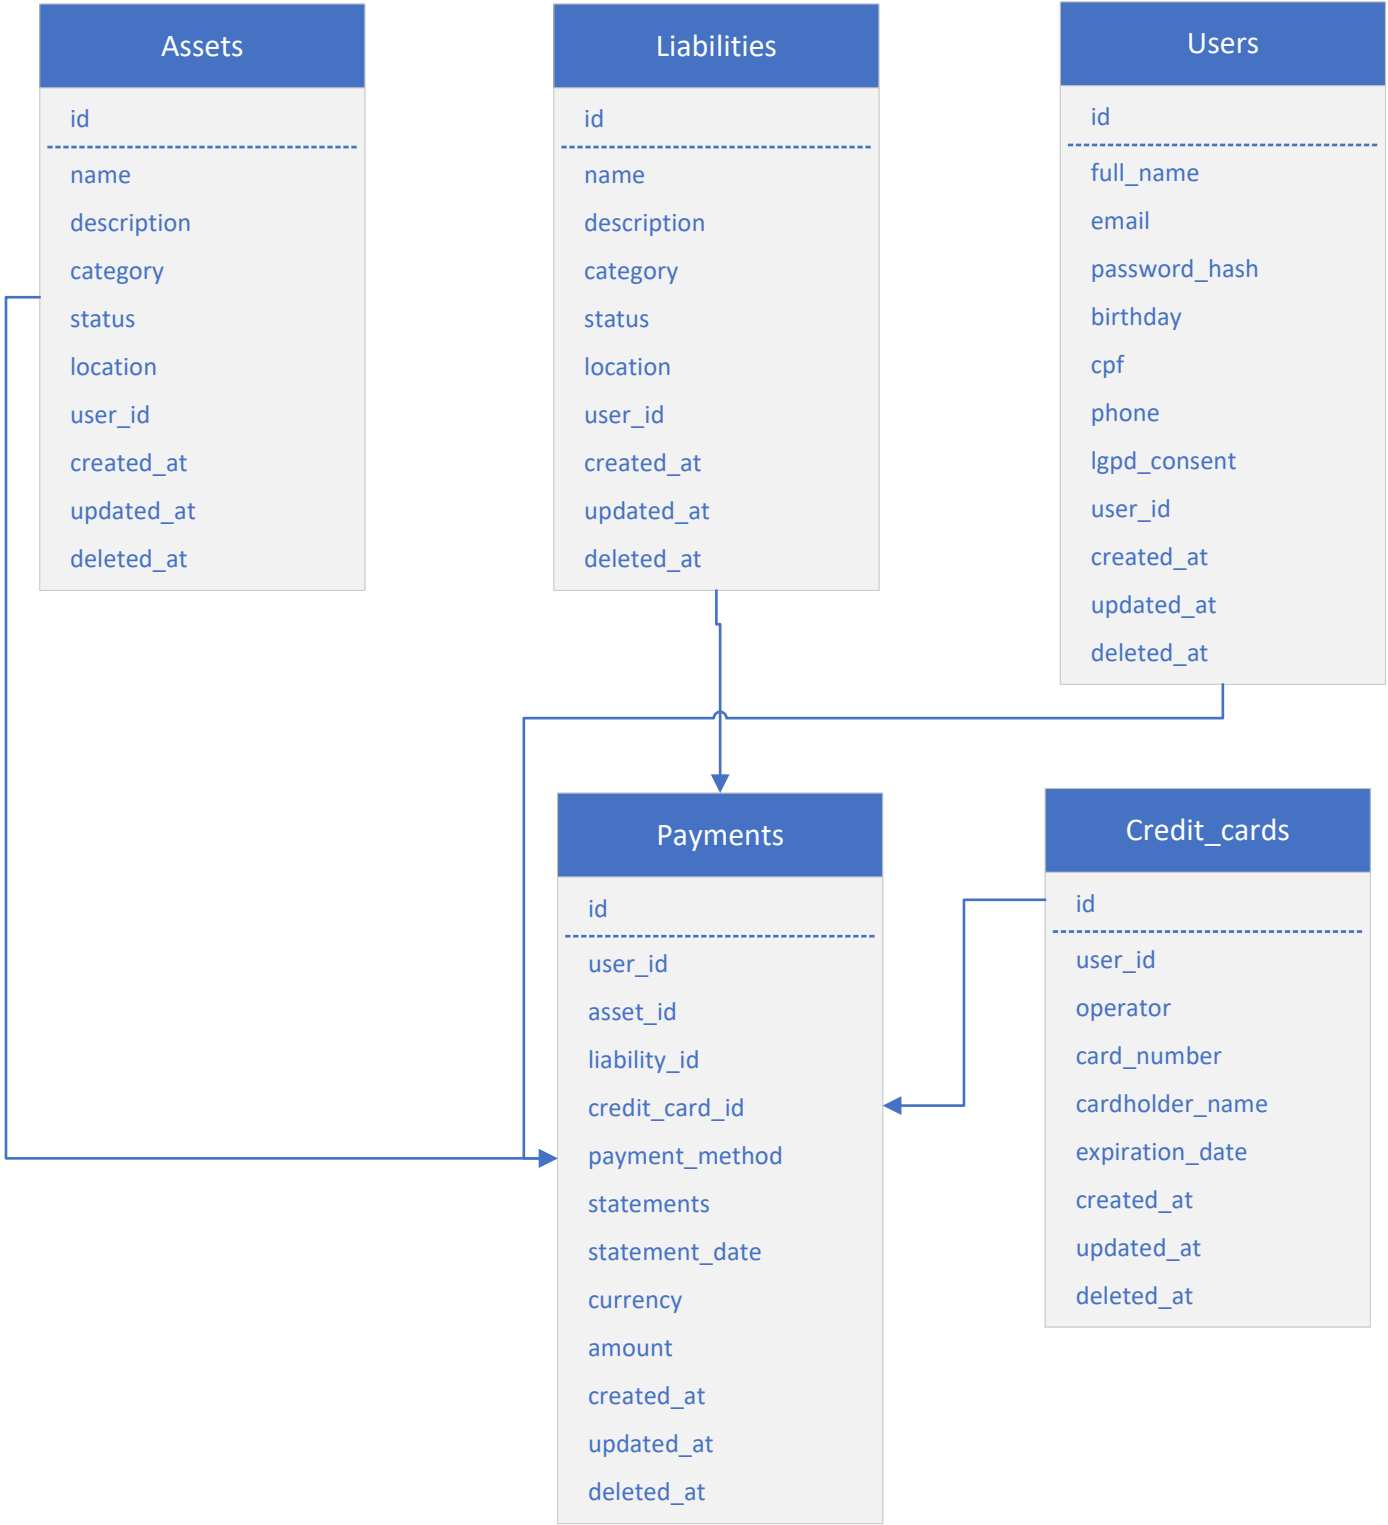 Assets
id
name
description
category
status
location
user_id
created_at
updated_at
deleted_at
Liabilities
id
name
description
category
status
location
user_id
created_at
updated_at
deleted_at
Users
id
full_name
email
password_hash
birthday
cpf
phone
lgpd_consent
user_id
created_at
updated_at
deleted_at
Payments
id
user_id
asset_id
liability_id
credit_card_id
payment_method
statements
statement_date
currency
amount
created_at
updated_at
deleted_at
Credit_cards
id
user_id
operator
card_number
cardholder_name
expiration_date
created_at
updated_at
deleted_at